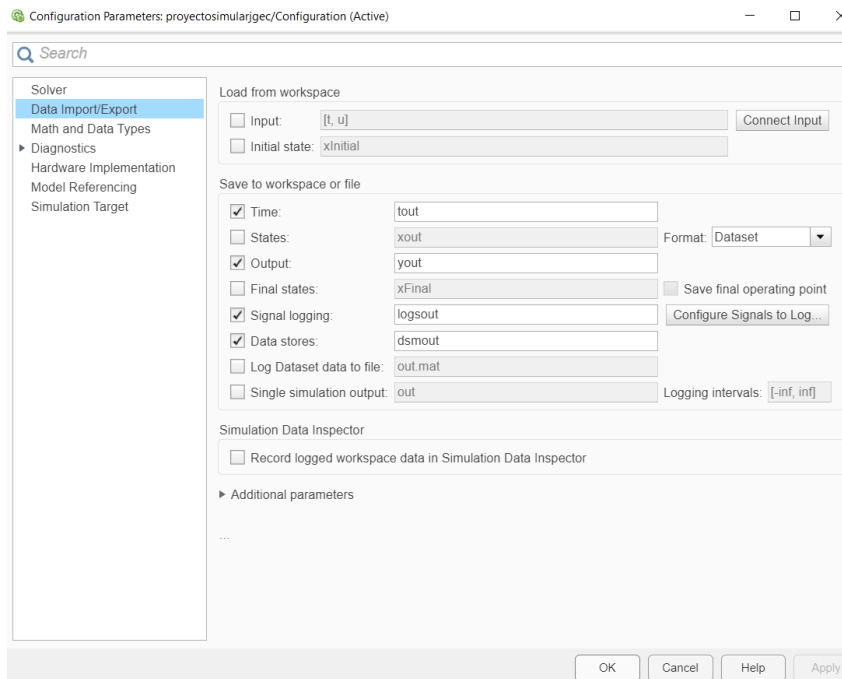 Configuration Parameters: proyectosimularjgec/Configuration (Active)
Search
Solver
Data Import/Export
Math and Data Types
Diagnostics
Hardware Implementation
Model Referencing
Simulation Target
Load from workspace
Input: [t, u] Connect Input
Initial state: xInitial
Save to workspace or file
Time: tout
States: xout Format: Dataset
Output: yout
Final states: xFinal Save final operating point
Signal logging: logsout Configure Signals to Log...
Data stores: dsmout
Log Dataset data to file: out.mat
Single simulation output: out Logging intervals: [-inf, inf]
Simulation Data Inspector
Record logged workspace data in Simulation Data Inspector
Additional parameters
...
OK Cancel Help Apply